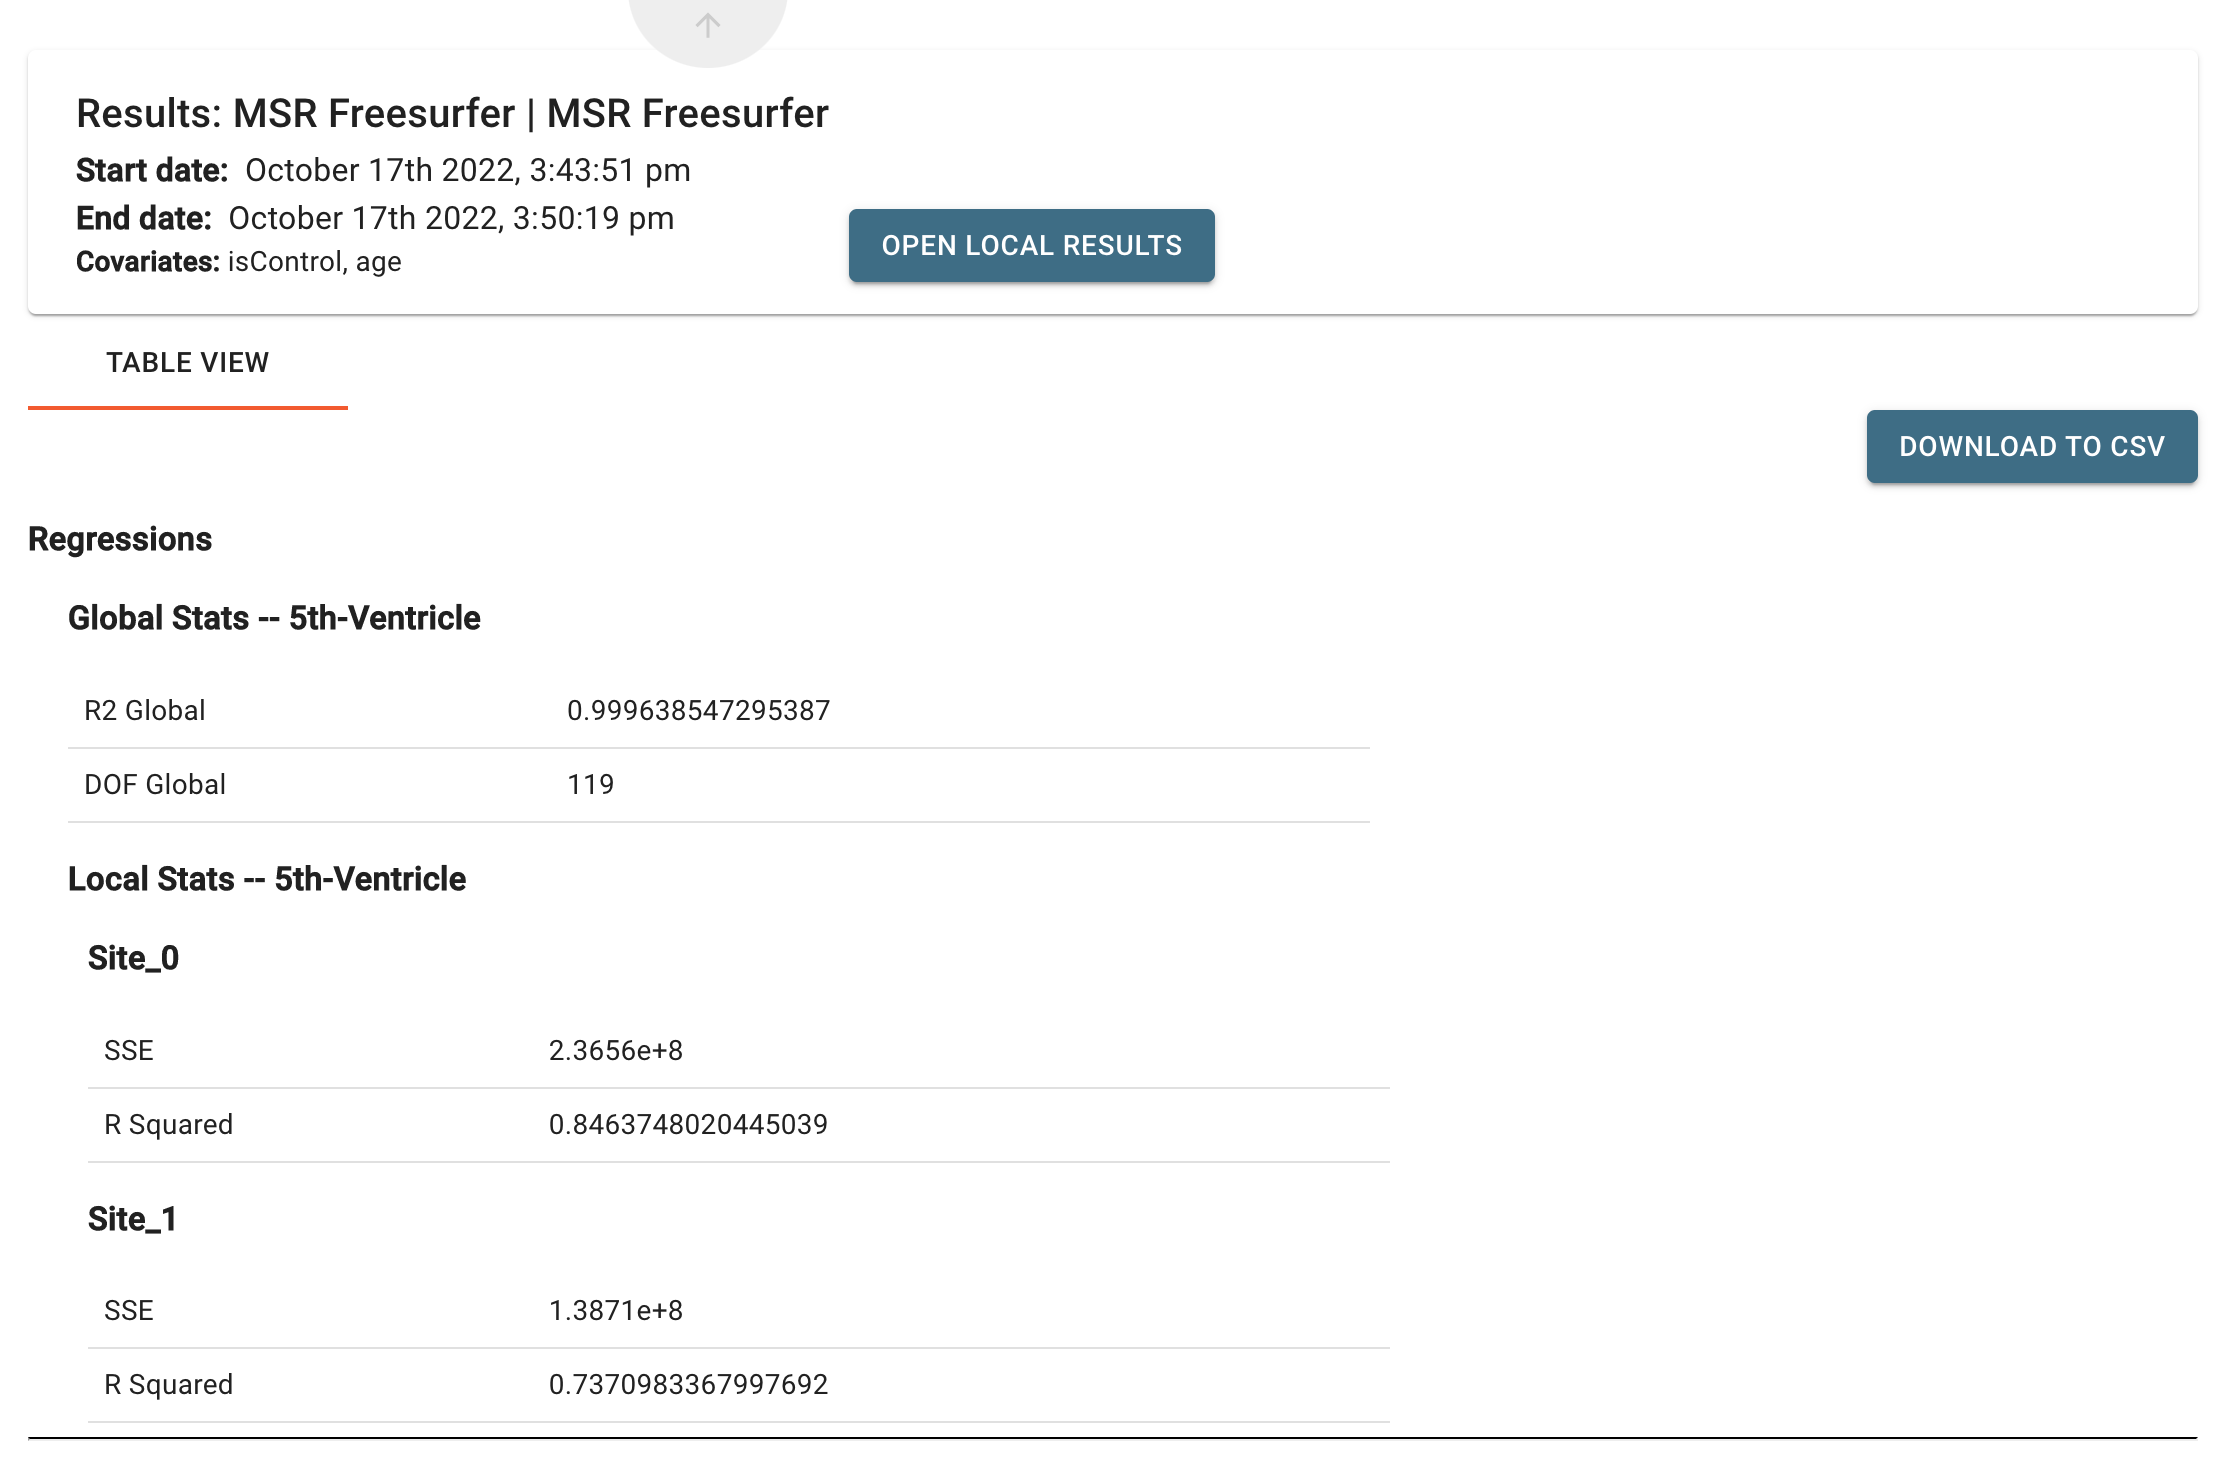 Results: MSR Freesurfer | MSR Freesurfer
Start date: October 17th 2022, 3:43:51 pm
End date: October 17th 2022, 3:50:19 pm
Covariates: isControl, age
OPEN LOCAL RESULTS
TABLE VIEW
DOWNLOAD TO CSV
Regressions
Global Stats -- 5th-Ventricle
R2 Global 0.999638547295387
DOF Global 119
Local Stats -- 5th-Ventricle
Site_0
SSE 2.3656e+8
R Squared 0.8463748020445039
Site_1
SSE 1.3871e+8
R Squared 0.7370983367997692